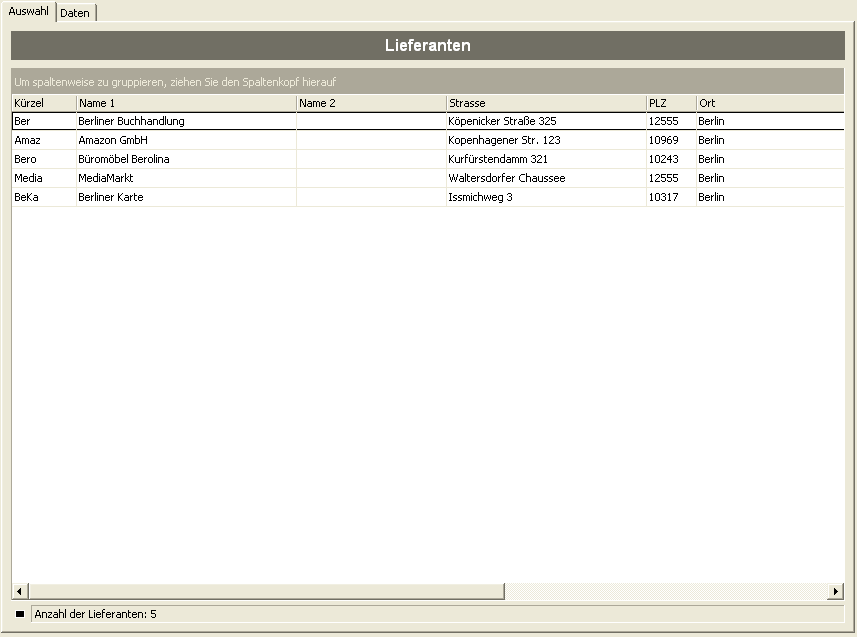 Auswahl Daten
Lieferanten
Um spaltenweise zu gruppieren, ziehen Sie den Spaltenkopf hierauf
Kürzel Name 1 Name 2 Strasse PLZ Ort
Ber Berliner Buchhandlung Köpenicker Straße 325 12555 Berlin
Amaz Amazon GmbH Kopenhagener Str. 123 10969 Berlin
Bero Büromöbel Berolina Kurfürstendamm 321 10243 Berlin
Media MediaMarkt Waltersdorfer Chaussee 12555 Berlin
BeKa Berliner Karte Issmichweg 3 10317 Berlin
Anzahl der Lieferanten: 5